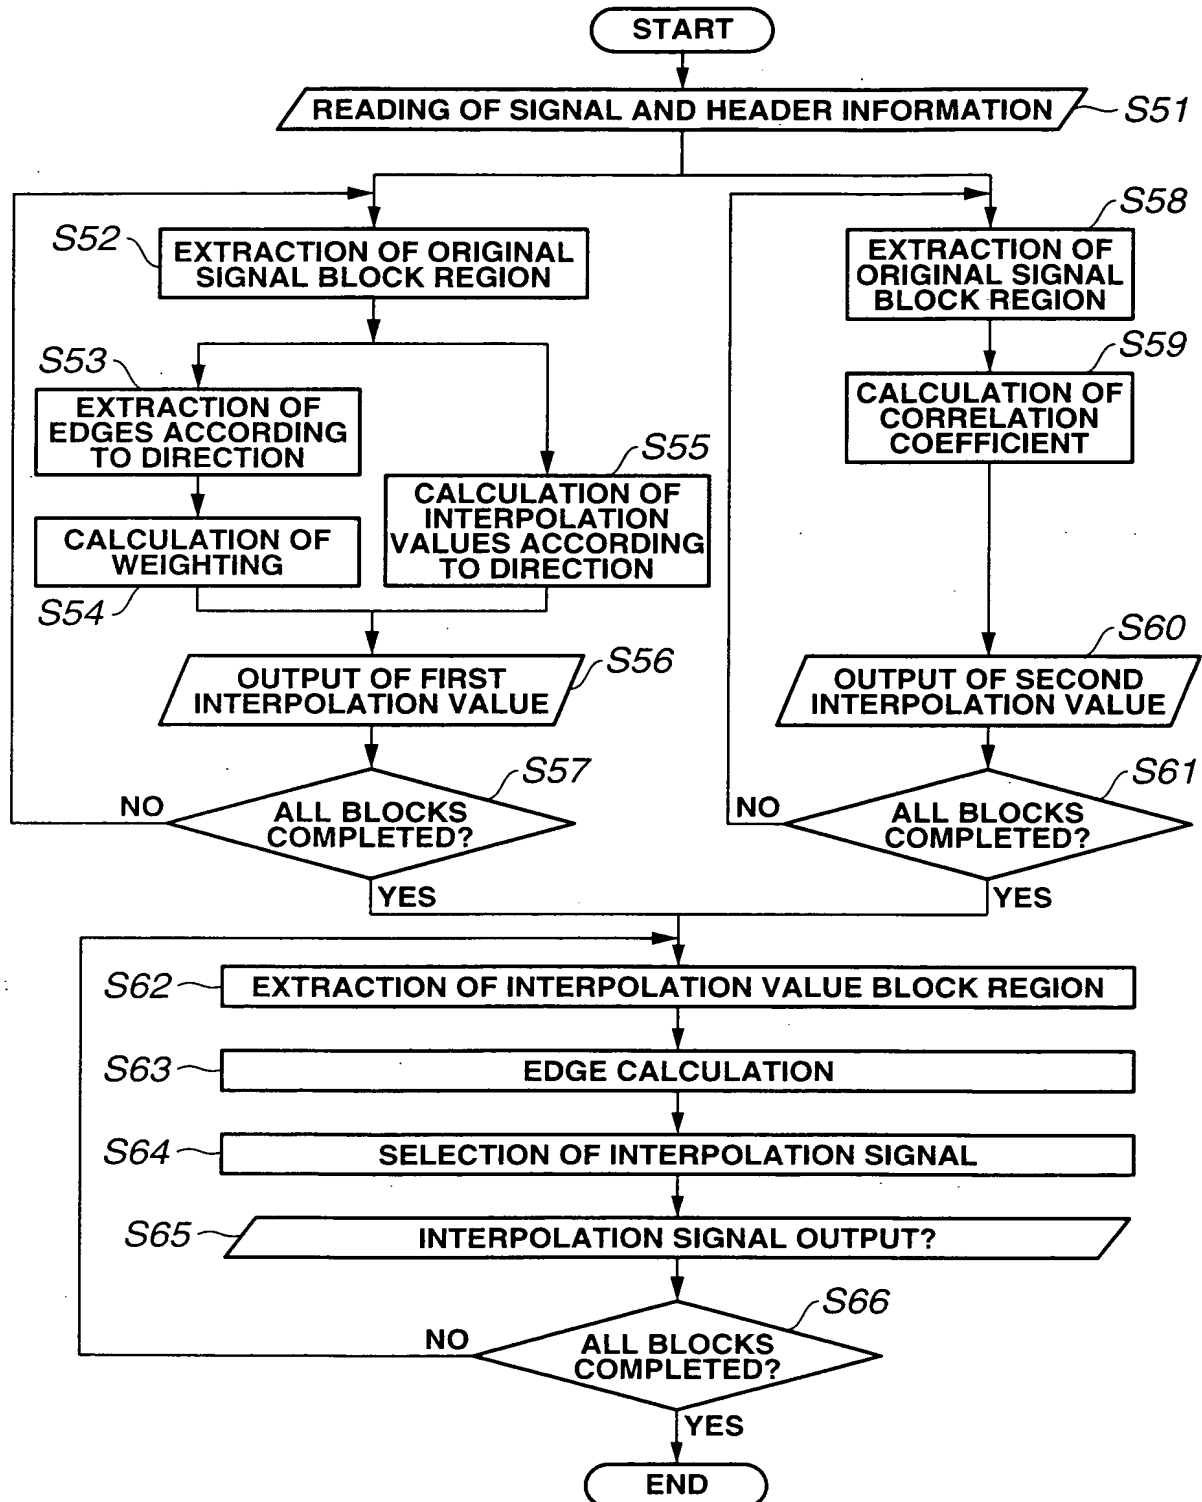 START
READING OF SIGNAL AND HEADER INFORMATION
S51
S52
EXTRACTION OF ORIGINAL
SIGNAL BLOCK REGION
S53
EXTRACTION OF
EDGES ACCORDING
TO DIRECTION
CALCULATION OF
WEIGHTING
S54
S55
CALCULATION OF
INTERPOLATION
VALUES ACCORDING
TO DIRECTION
OUTPUT OF FIRST
INTERPOLATION VALUE
S56
S57
ALL BLOCKS
COMPLETED?
NO
YES
S58
EXTRACTION OF
ORIGINAL SIGNAL
BLOCK REGION
S59
CALCULATION OF
CORRELATION
COEFFICIENT
S60
OUTPUT OF SECOND
INTERPOLATION VALUE
S61
ALL BLOCKS
COMPLETED?
NO
YES
S62
EXTRACTION OF INTERPOLATION VALUE BLOCK REGION
S63
EDGE CALCULATION
S64
SELECTION OF INTERPOLATION SIGNAL
S65
INTERPOLATION SIGNAL OUTPUT?
S66
ALL BLOCKS
COMPLETED?
NO
YES
END